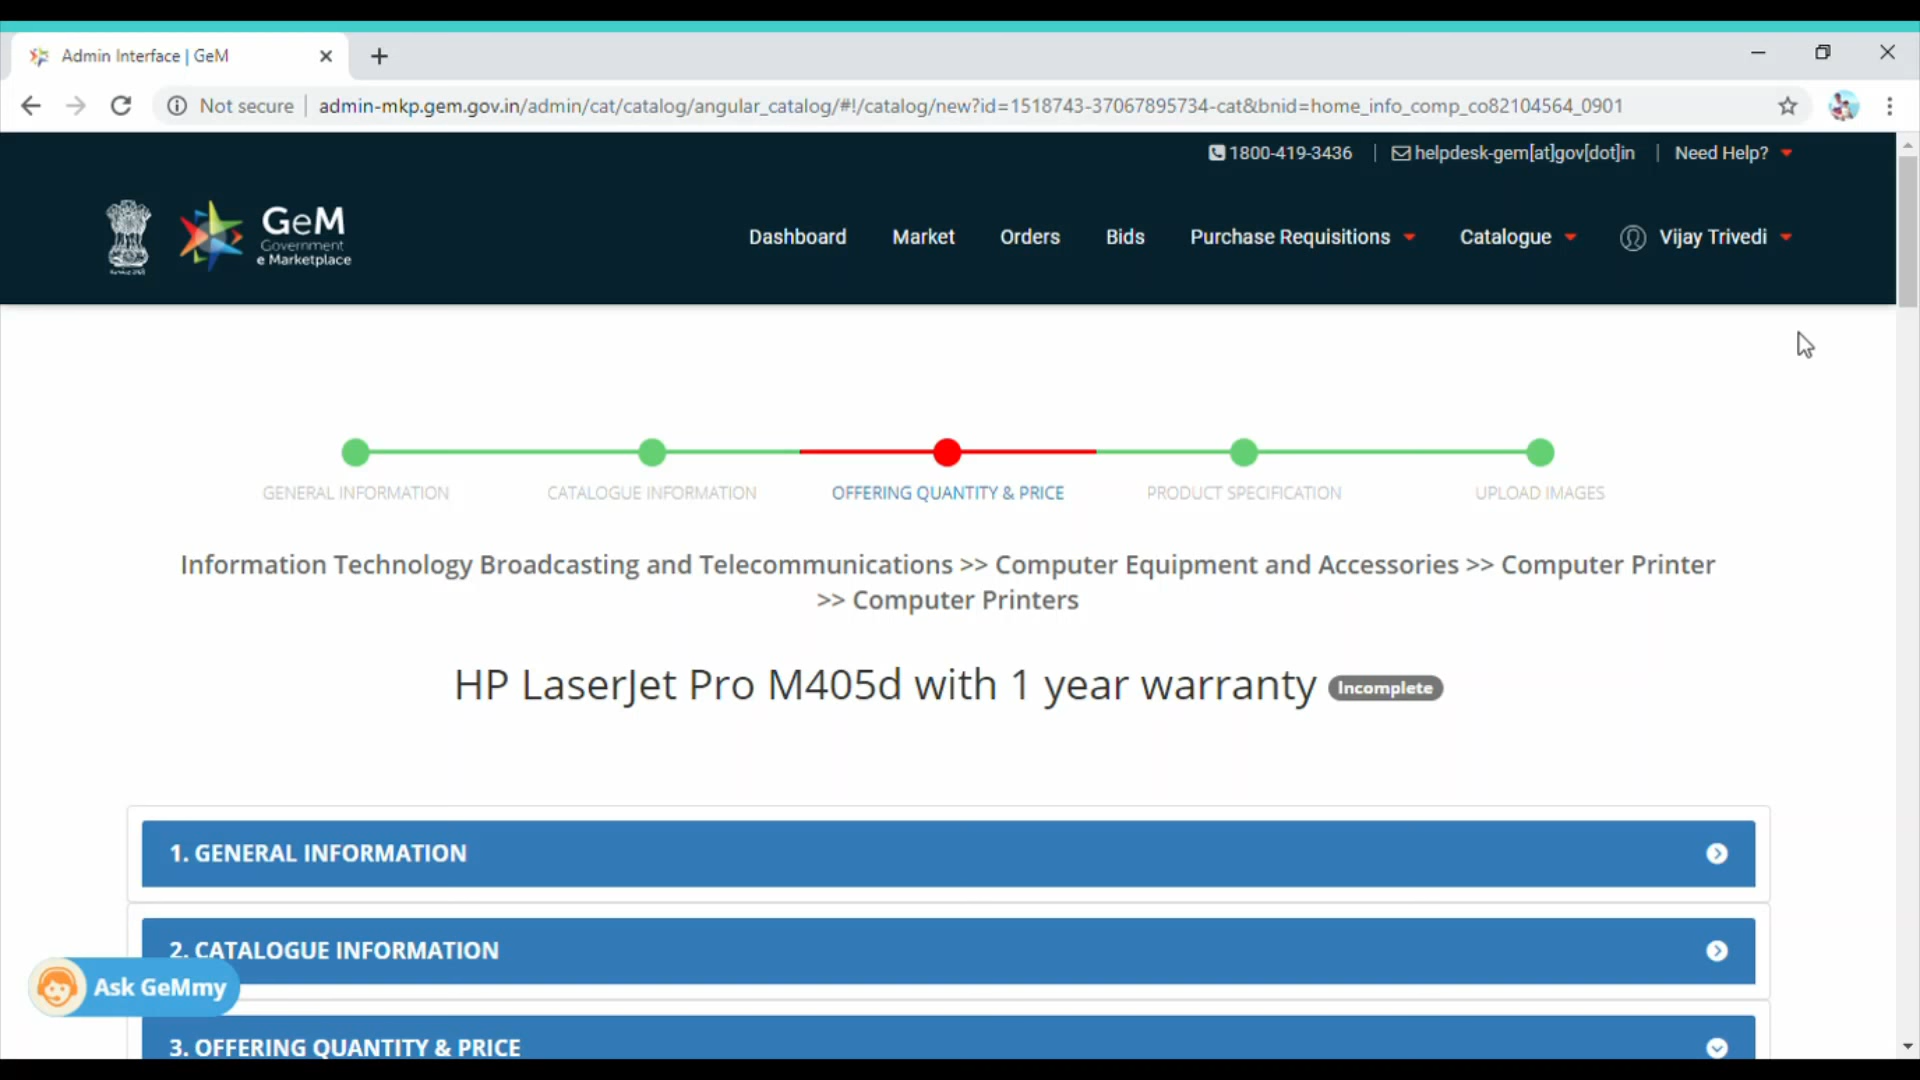 Admin Interface | GeM
Not secure
admin-mkp.gem.gov.in/admin/cat/catalog/angular_catalog/#!/catalog/new?id=1518743-37067895734-cat&bnid=home_info_comp_co82104564_0901
1800-419-3436 | helpdesk-gem[at]gov[dot]in | Need Help?
GeM
Government
e Marketplace
Dashboard Market Orders Bids Purchase Requisitions Catalogue Vijay Trivedi
GENERAL INFORMATION CATALOGUE INFORMATION OFFERING QUANTITY & PRICE PRODUCT SPECIFICATION UPLOAD IMAGES
Information Technology Broadcasting and Telecommunications >> Computer Equipment and Accessories >> Computer Printer
>> Computer Printers
HP LaserJet Pro M405d with 1 year warranty Incomplete
1. GENERAL INFORMATION
2. CATALOGUE INFORMATION
Ask GeMmy
3. OFFERING QUANTITY & PRICE